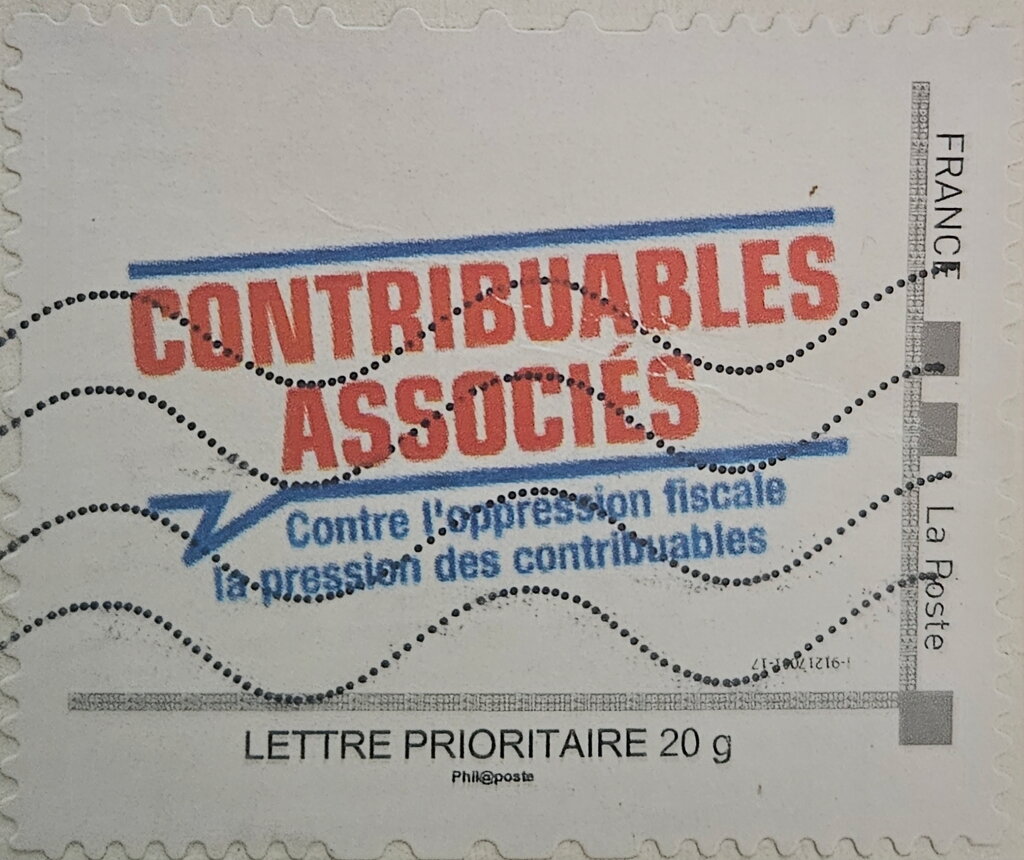 CONTRIBUABLES
ASSOCIÉS
Contre l'oppression fiscale
la pression des contribuables
FRANCE
La Poste
LETTRE PRIORITAIRE 20 g
Phil@poste